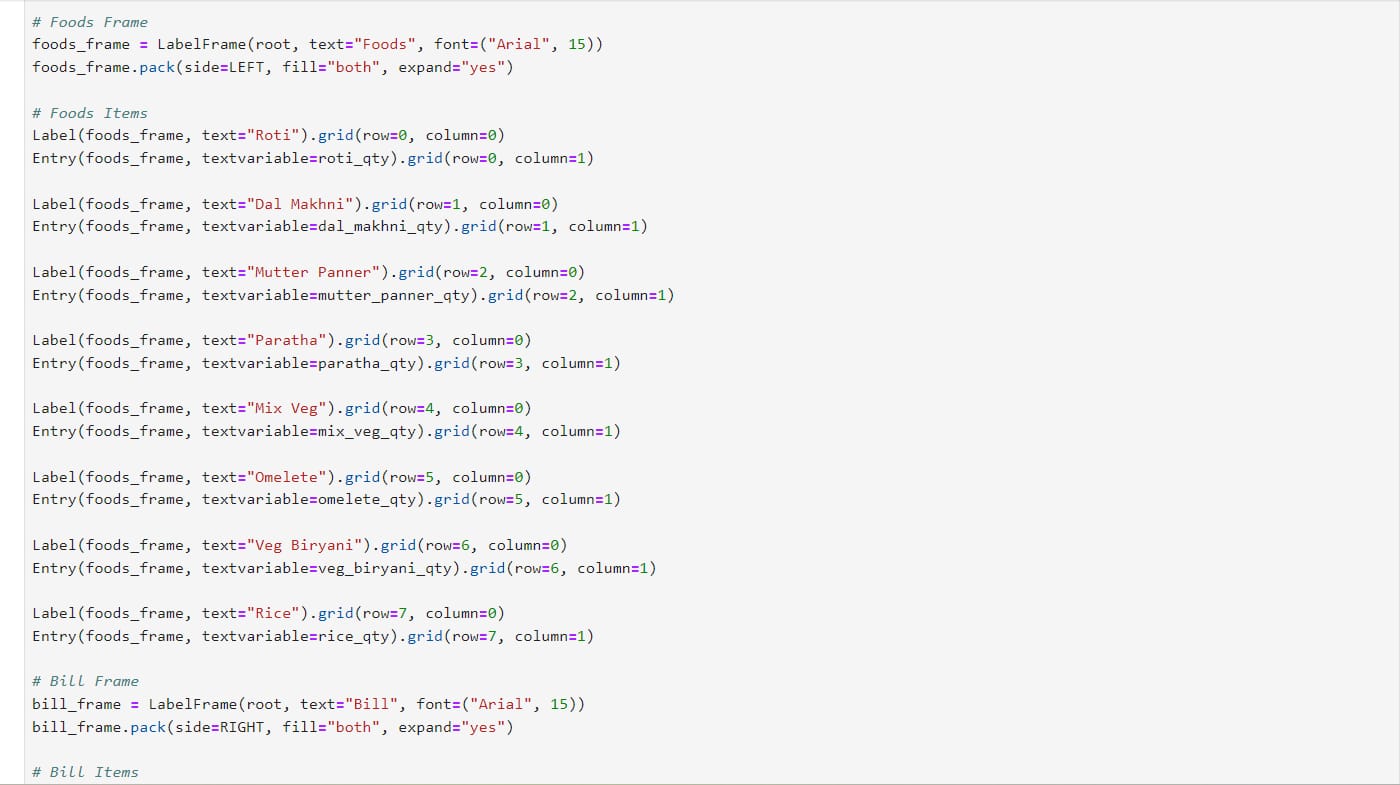 # Foods Frame
foods_frame = LabelFrame(root, text="Foods", font=("Arial", 15))
foods_frame.pack(side=LEFT, fill="both", expand="yes")
# Foods Items
Label(foods_frame, text="Roti").grid(row=0, column=0)
Entry(foods_frame, textvariable=roti_qty).grid(row=0, column=1)
Label(foods_frame, text="Dal Makhni").grid(row=1, column=0)
Entry(foods_frame, textvariable=dal_makhni_qty).grid(row=1, column=1)
Label(foods_frame, text="Mutter Panner").grid(row=2, column=0)
Entry(foods_frame, textvariable=mutter_panner_qty).grid(row=2, column=1)
Label(foods_frame, text="Paratha").grid(row=3, column=0)
Entry(foods_frame, textvariable=paratha_qty).grid(row=3, column=1)
Label(foods_frame, text="Mix Veg").grid(row=4, column=0)
Entry(foods_frame, textvariable=mix_veg_qty).grid(row=4, column=1)
Label(foods_frame, text="Omelete").grid(row=5, column=0)
Entry(foods_frame, textvariable=omelete_qty).grid(row=5, column=1)
Label(foods_frame, text="Veg Biryani").grid(row=6, column=0)
Entry(foods_frame, textvariable=veg_biryani_qty).grid(row=6, column=1)
Label(foods_frame, text="Rice").grid(row=7, column=0)
Entry(foods_frame, textvariable=rice_qty).grid(row=7, column=1)
# Bill Frame
bill_frame = LabelFrame(root, text="Bill", font=("Arial", 15))
bill_frame.pack(side=RIGHT, fill="both", expand="yes")
# Bill Items